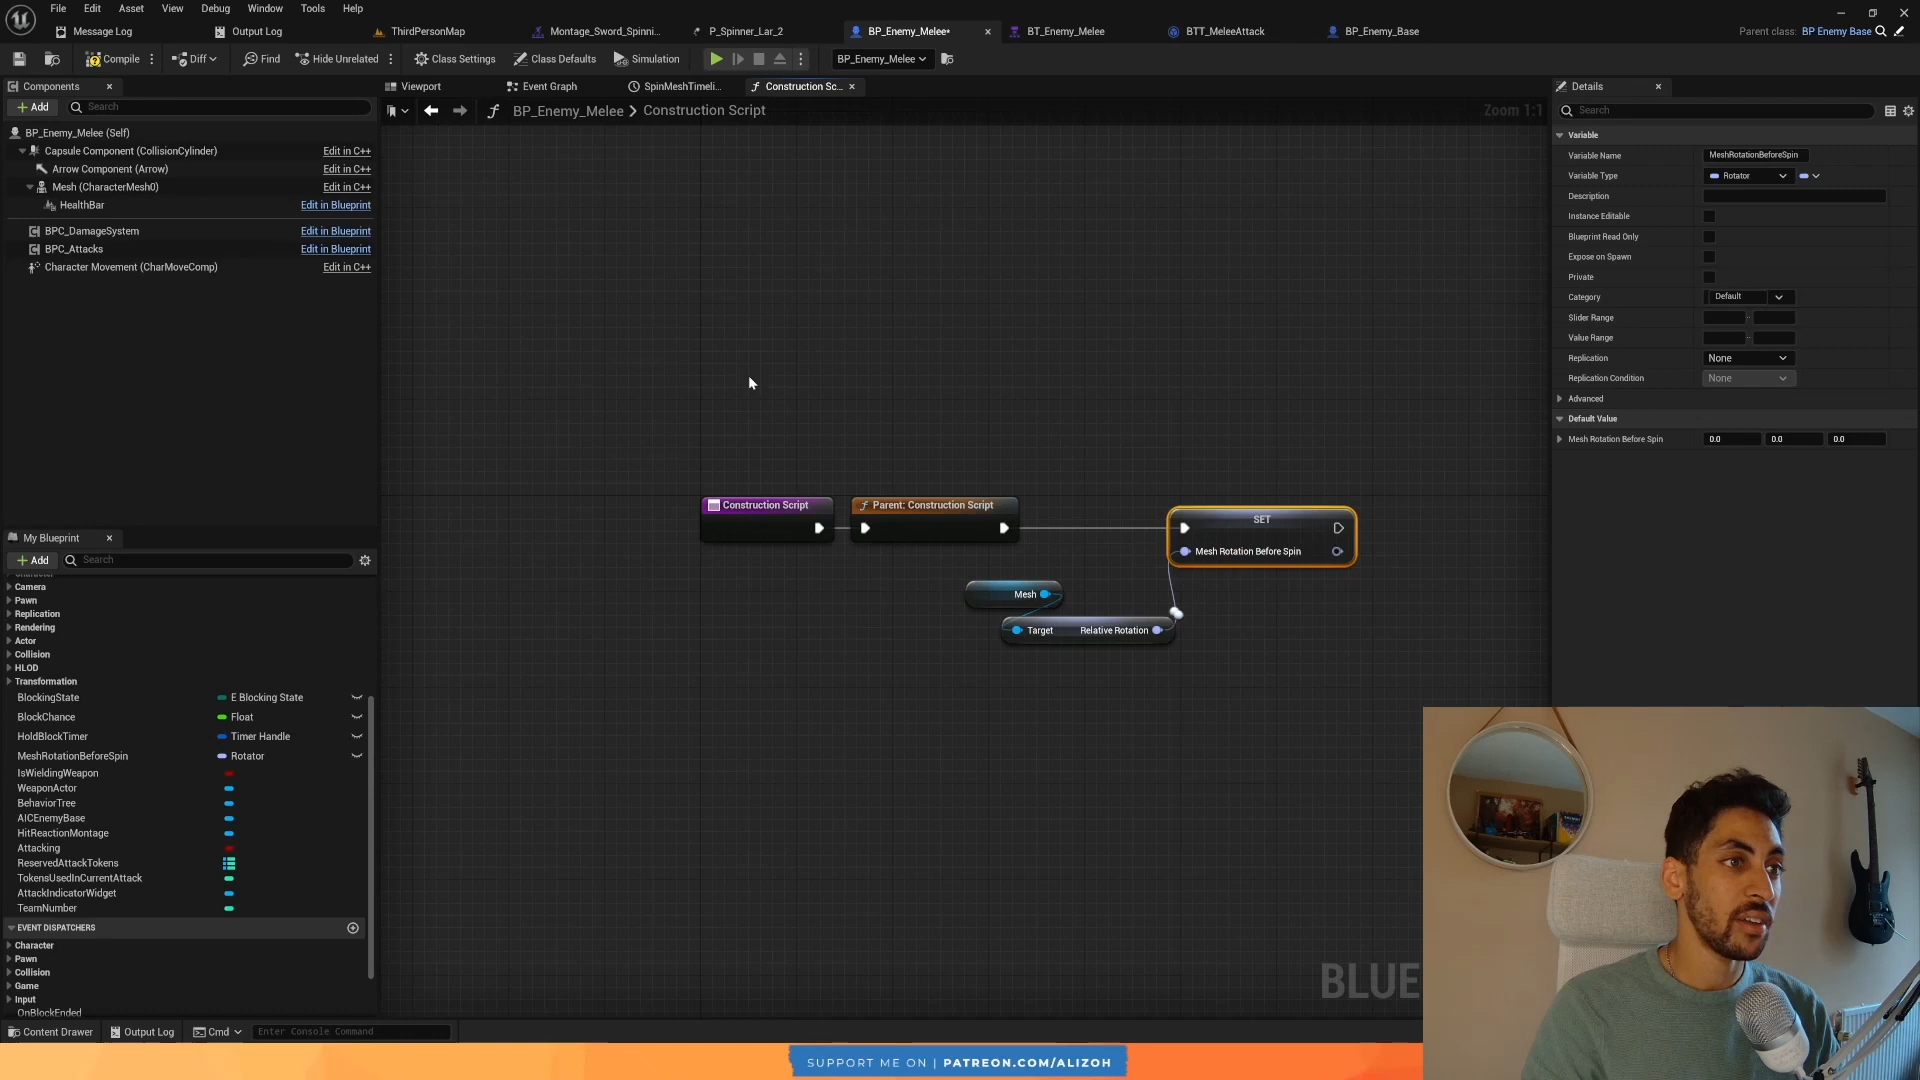 File Edit Asset View Debug Window Tools Help
Message Log Output Log ThirdPersonMap Montage_Sword_Spinni... P_Spinner_Lar_2 BP_Enemy_Melee* BT_Enemy_Melee BTT_MeleeAttack BP_Enemy_Base Parent class: BP Enemy Base
Compile Diff Find Hide Unrelated Class Settings Class Defaults Simulation BP_Enemy_Melee
Components Viewport Event Graph SpinMeshTimeli... Construction Sc... Details
Add Search BP_Enemy_Melee > Construction Script Zoom 1:1 Search
BP_Enemy_Melee (Self)
Capsule Component (CollisionCylinder) Edit in C++
Arrow Component (Arrow) Edit in C++
Mesh (CharacterMesh0) Edit in C++
HealthBar Edit in Blueprint
BPC_DamageSystem Edit in Blueprint
BPC_Attacks Edit in Blueprint
Character Movement (CharMoveComp) Edit in C++
Variable
Variable Name MeshRotationBeforeSpin
Variable Type Rotator
Description
Instance Editable
Blueprint Read Only
Expose on Spawn
Private
Category Default
Slider Range
Value Range
Replication None
Replication Condition None
Advanced
Default Value
Mesh Rotation Before Spin 0.0 0.0 0.0
Construction Script Parent: Construction Script SET
Mesh Rotation Before Spin
Mesh
Target Relative Rotation
My Blueprint
Add Search
Camera
Pawn
Replication
Rendering
Actor
Collision
HLOD
Transformation
BlockingState E Blocking State
BlockChance Float
HoldBlockTimer Timer Handle
MeshRotationBeforeSpin Rotator
IsWieldingWeapon
WeaponActor
BehaviorTree
AICEnemyBase
HitReactionMontage
Attacking
ReservedAttackTokens
TokensUsedInCurrentAttack
AttackIndicatorWidget
TeamNumber
EVENT DISPATCHERS
Character
Pawn
Collision
Game
Input
OnBlockEnded
BLUE
Content Drawer Output Log Cmd Enter Console Command
SUPPORT ME ON | PATREON.COM/ALIZOH